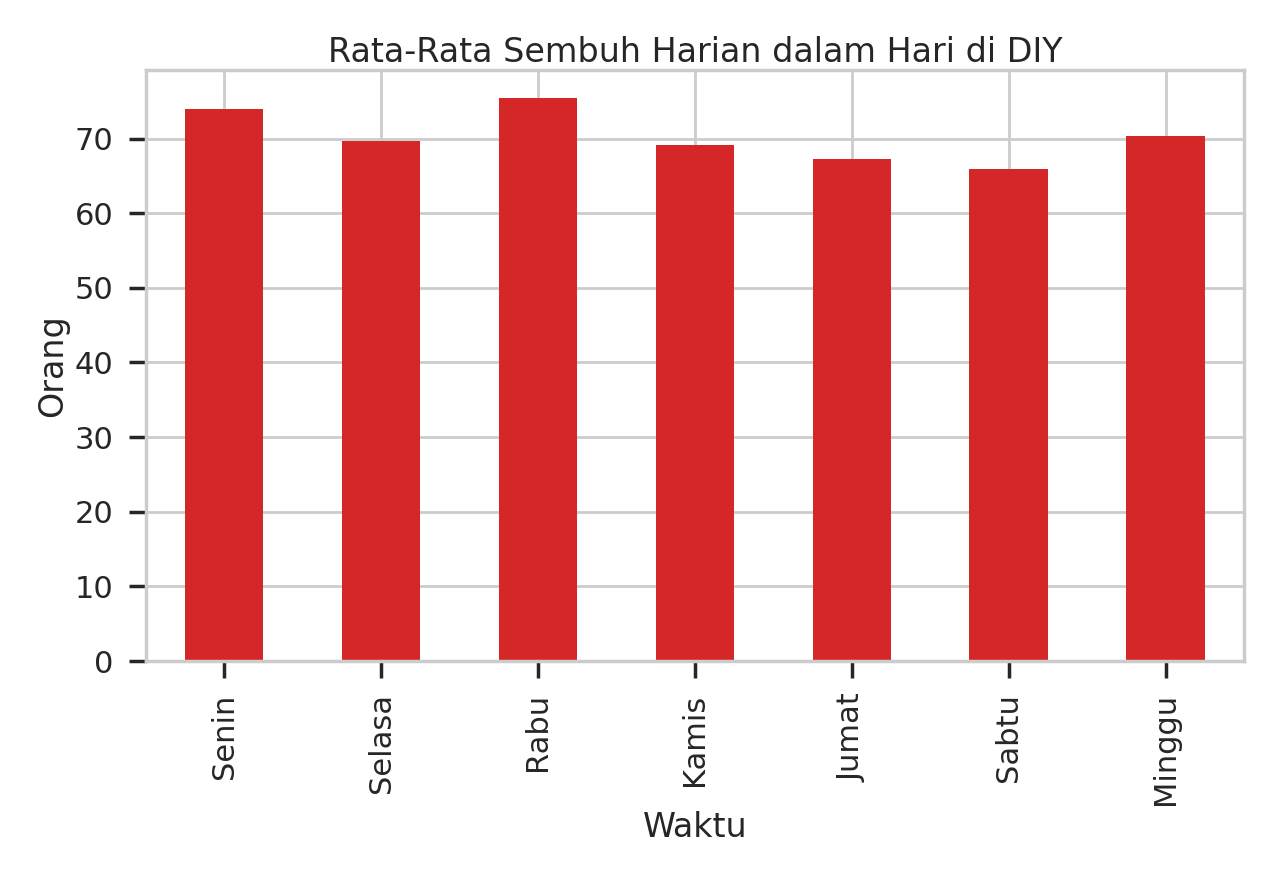 Rata-Rata Sembuh Harian dalam Hari di DIY
Orang
70
60
50
40
30
20
10
0
Senin
Selasa
Rabu
Kamis
Jumat
Sabtu
Minggu
Waktu